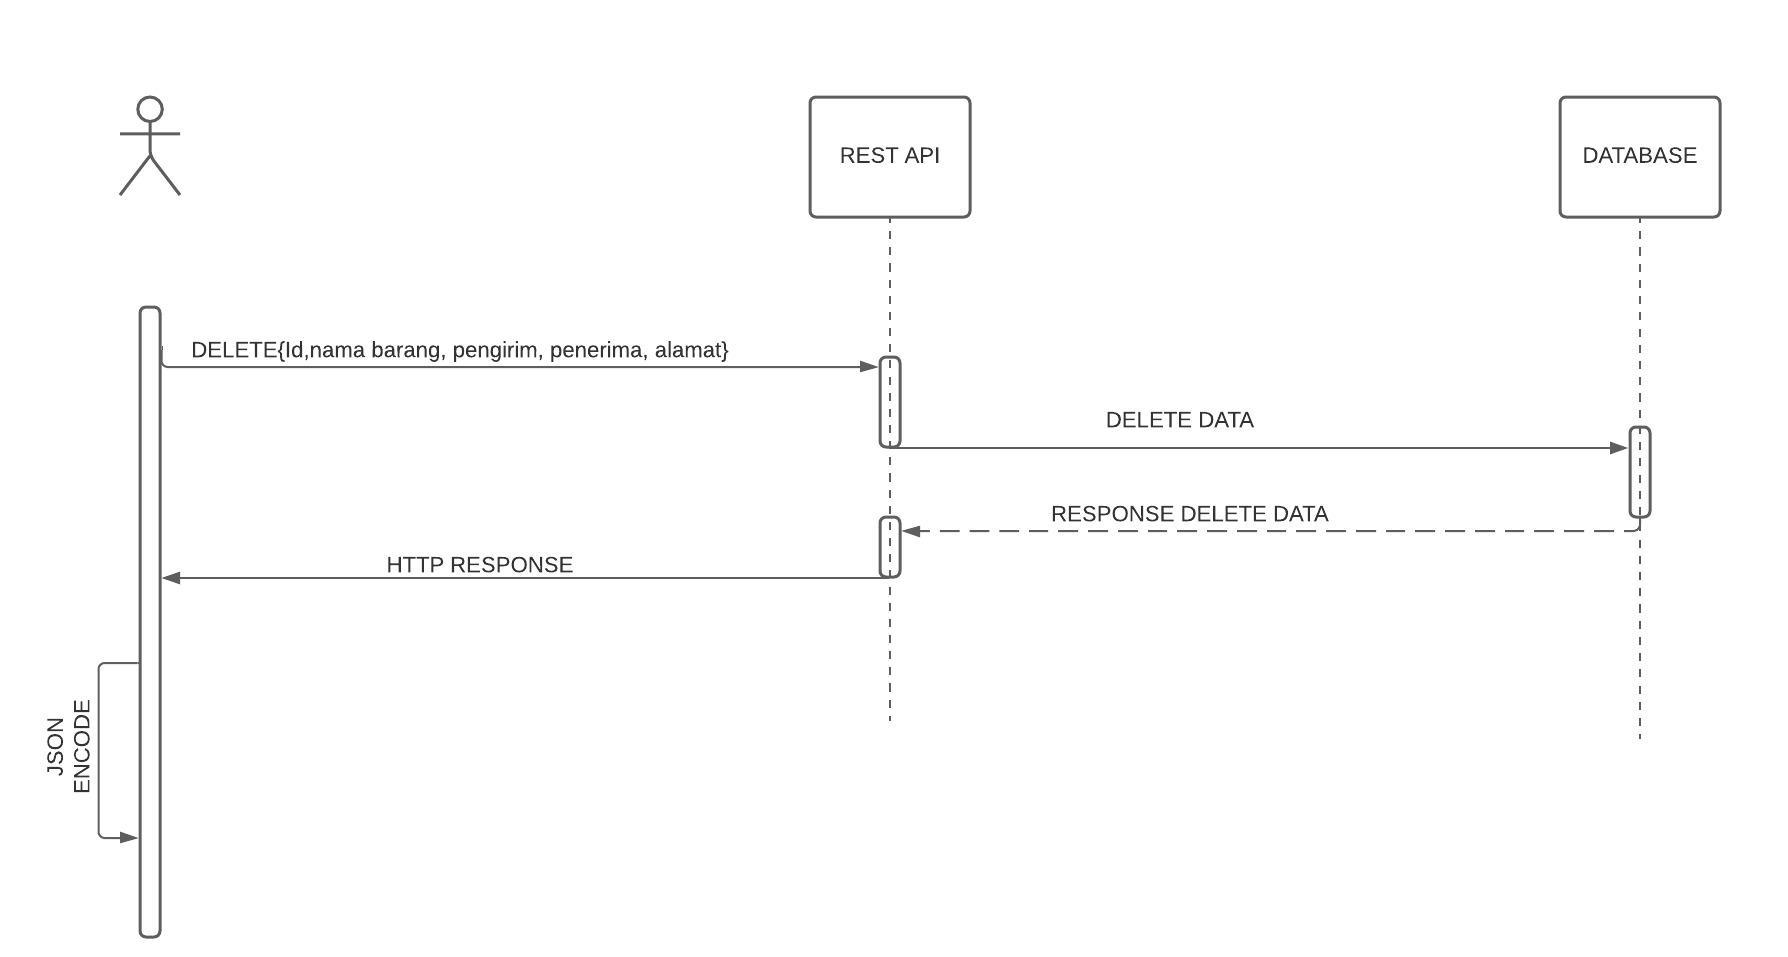 REST API
DATABASE
DELETE{Id,nama barang, pengirim, penerima, alamat}
DELETE DATA
RESPONSE DELETE DATA
HTTP RESPONSE
JSON
ENCODE